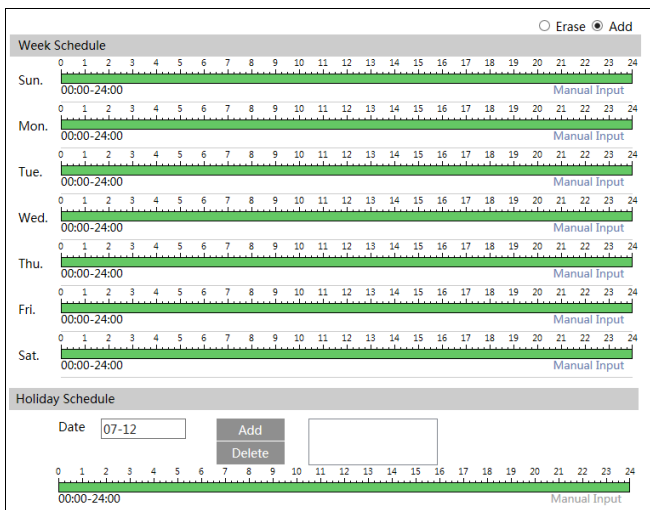 Erase Add
Week Schedule
0 1 2 3 4 5 6 7 8 9 10 11 12 13 14 15 16 17 18 19 20 21 22 23 24
Sun.
00:00-24:00 Manual Input
0 1 2 3 4 5 6 7 8 9 10 11 12 13 14 15 16 17 18 19 20 21 22 23 24
Mon.
00:00-24:00 Manual Input
0 1 2 3 4 5 6 7 8 9 10 11 12 13 14 15 16 17 18 19 20 21 22 23 24
Tue.
00:00-24:00 Manual Input
0 1 2 3 4 5 6 7 8 9 10 11 12 13 14 15 16 17 18 19 20 21 22 23 24
Wed.
00:00-24:00 Manual Input
0 1 2 3 4 5 6 7 8 9 10 11 12 13 14 15 16 17 18 19 20 21 22 23 24
Thu.
00:00-24:00 Manual Input
0 1 2 3 4 5 6 7 8 9 10 11 12 13 14 15 16 17 18 19 20 21 22 23 24
Fri.
00:00-24:00 Manual Input
0 1 2 3 4 5 6 7 8 9 10 11 12 13 14 15 16 17 18 19 20 21 22 23 24
Sat.
00:00-24:00 Manual Input
Holiday Schedule
Date 07-12 Add
Delete
0 1 2 3 4 5 6 7 8 9 10 11 12 13 14 15 16 17 18 19 20 21 22 23 24
00:00-24:00 Manual Input